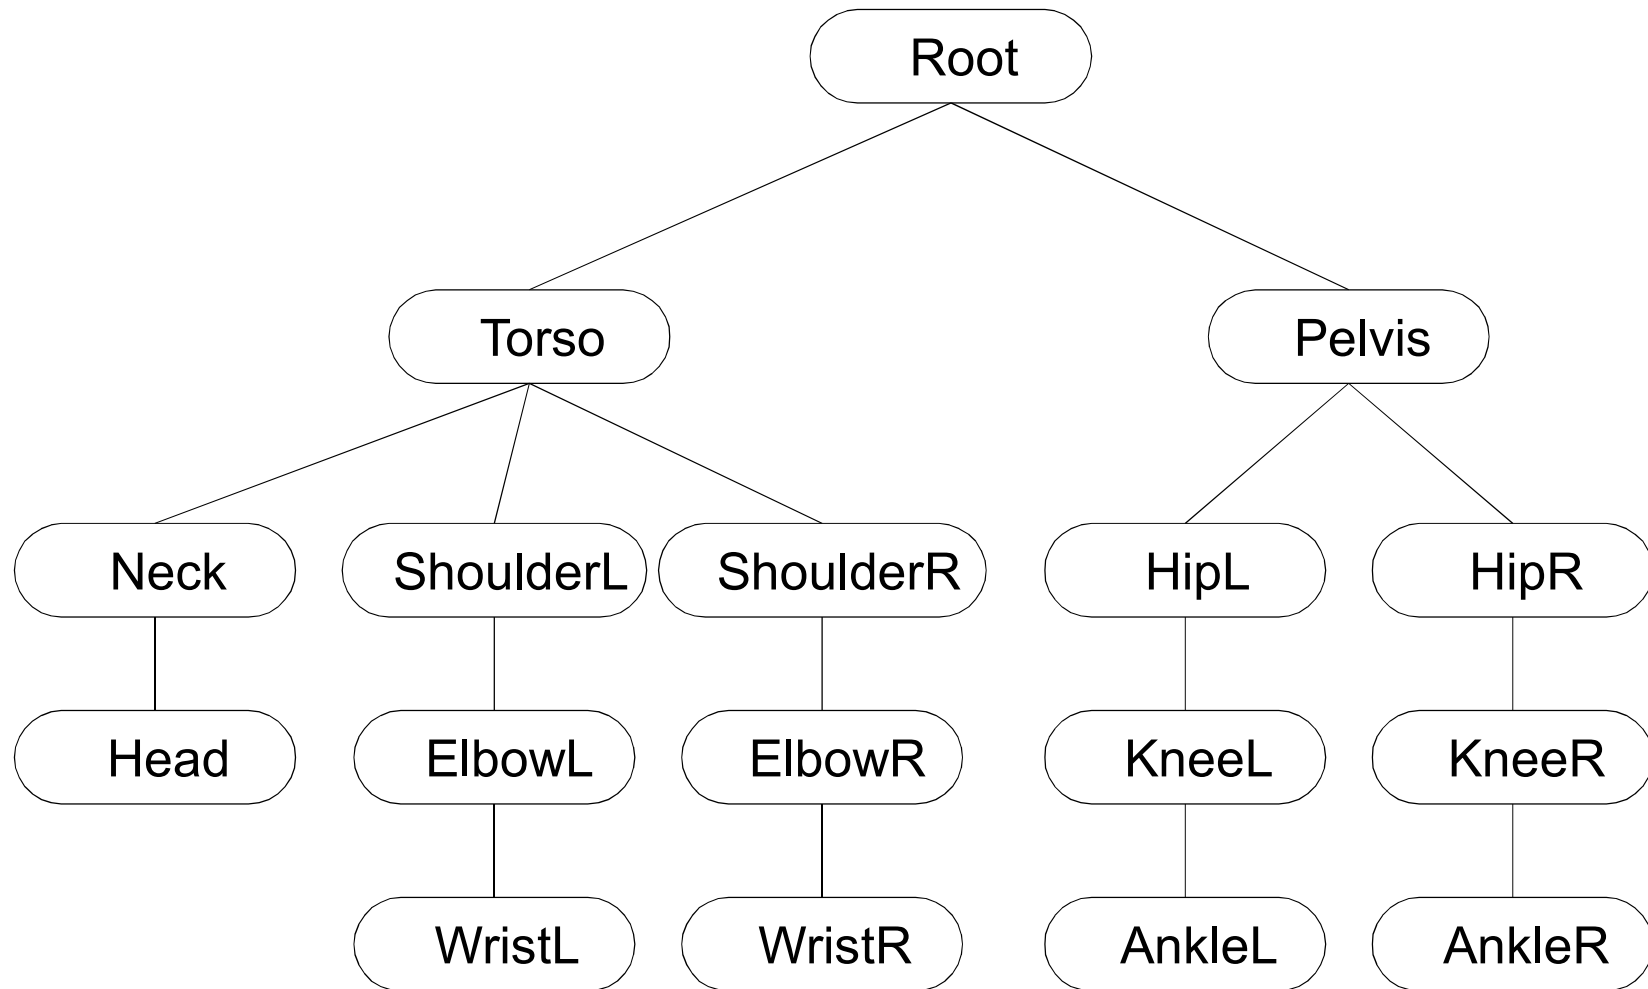 Root
Torso
Pelvis
Neck
ShoulderL
ShoulderR
HipL
HipR
Head
ElbowL
ElbowR
KneeL
KneeR
WristL
WristR
AnkleL
AnkleR